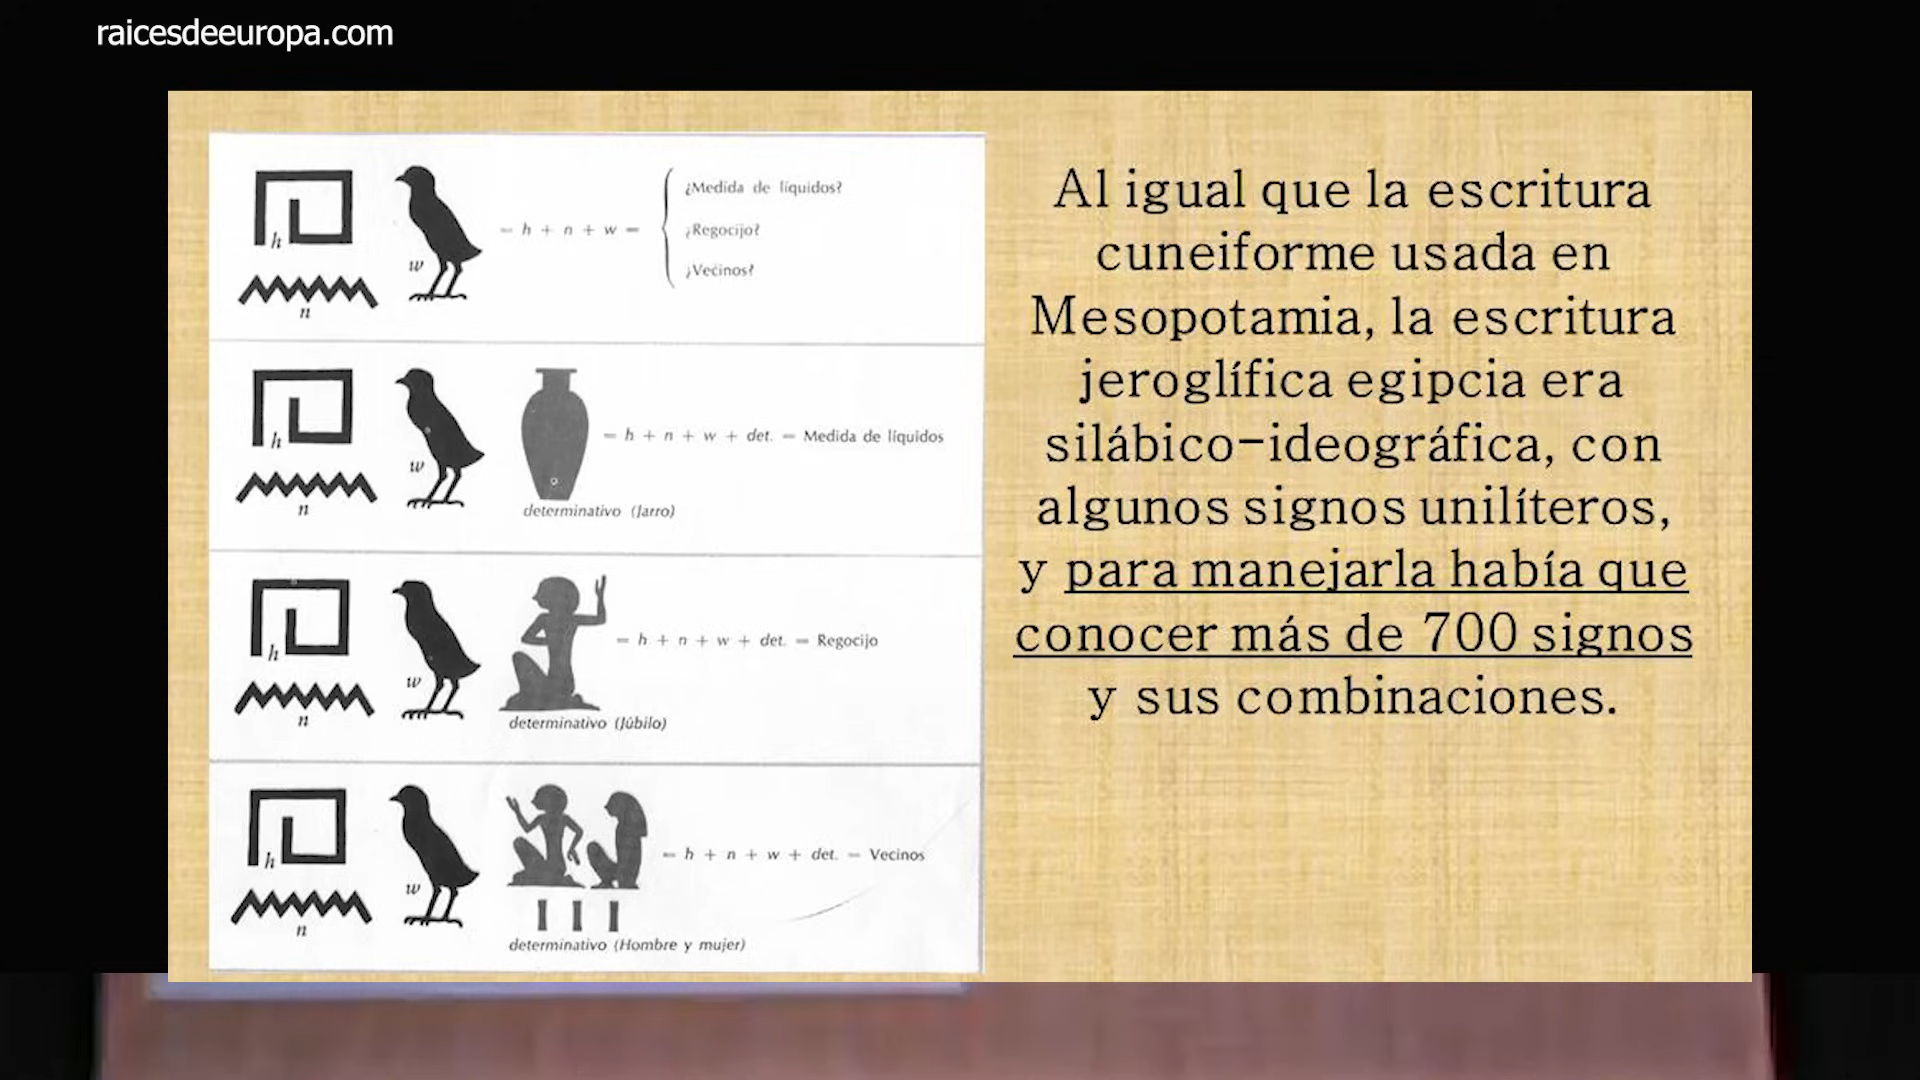 raicesdeeuropa.com
h
n
w
= h + n + w =
¿Medida de líquidos?
¿Regocijo?
¿Vecinos?
h
n
w
= h + n + w + det. = Medida de líquidos
determinativo (Jarro)
h
n
w
= h + n + w + det. = Regocijo
determinativo (Júbilo)
h
n
w
= h + n + w + det. = Vecinos
determinativo (Hombre y mujer)
Al igual que la escritura
cuneiforme usada en
Mesopotamia, la escritura
jeroglífica egipcia era
silábico-ideográfica, con
algunos signos unilíteros,
y para manejarla había que
conocer más de 700 signos
y sus combinaciones.